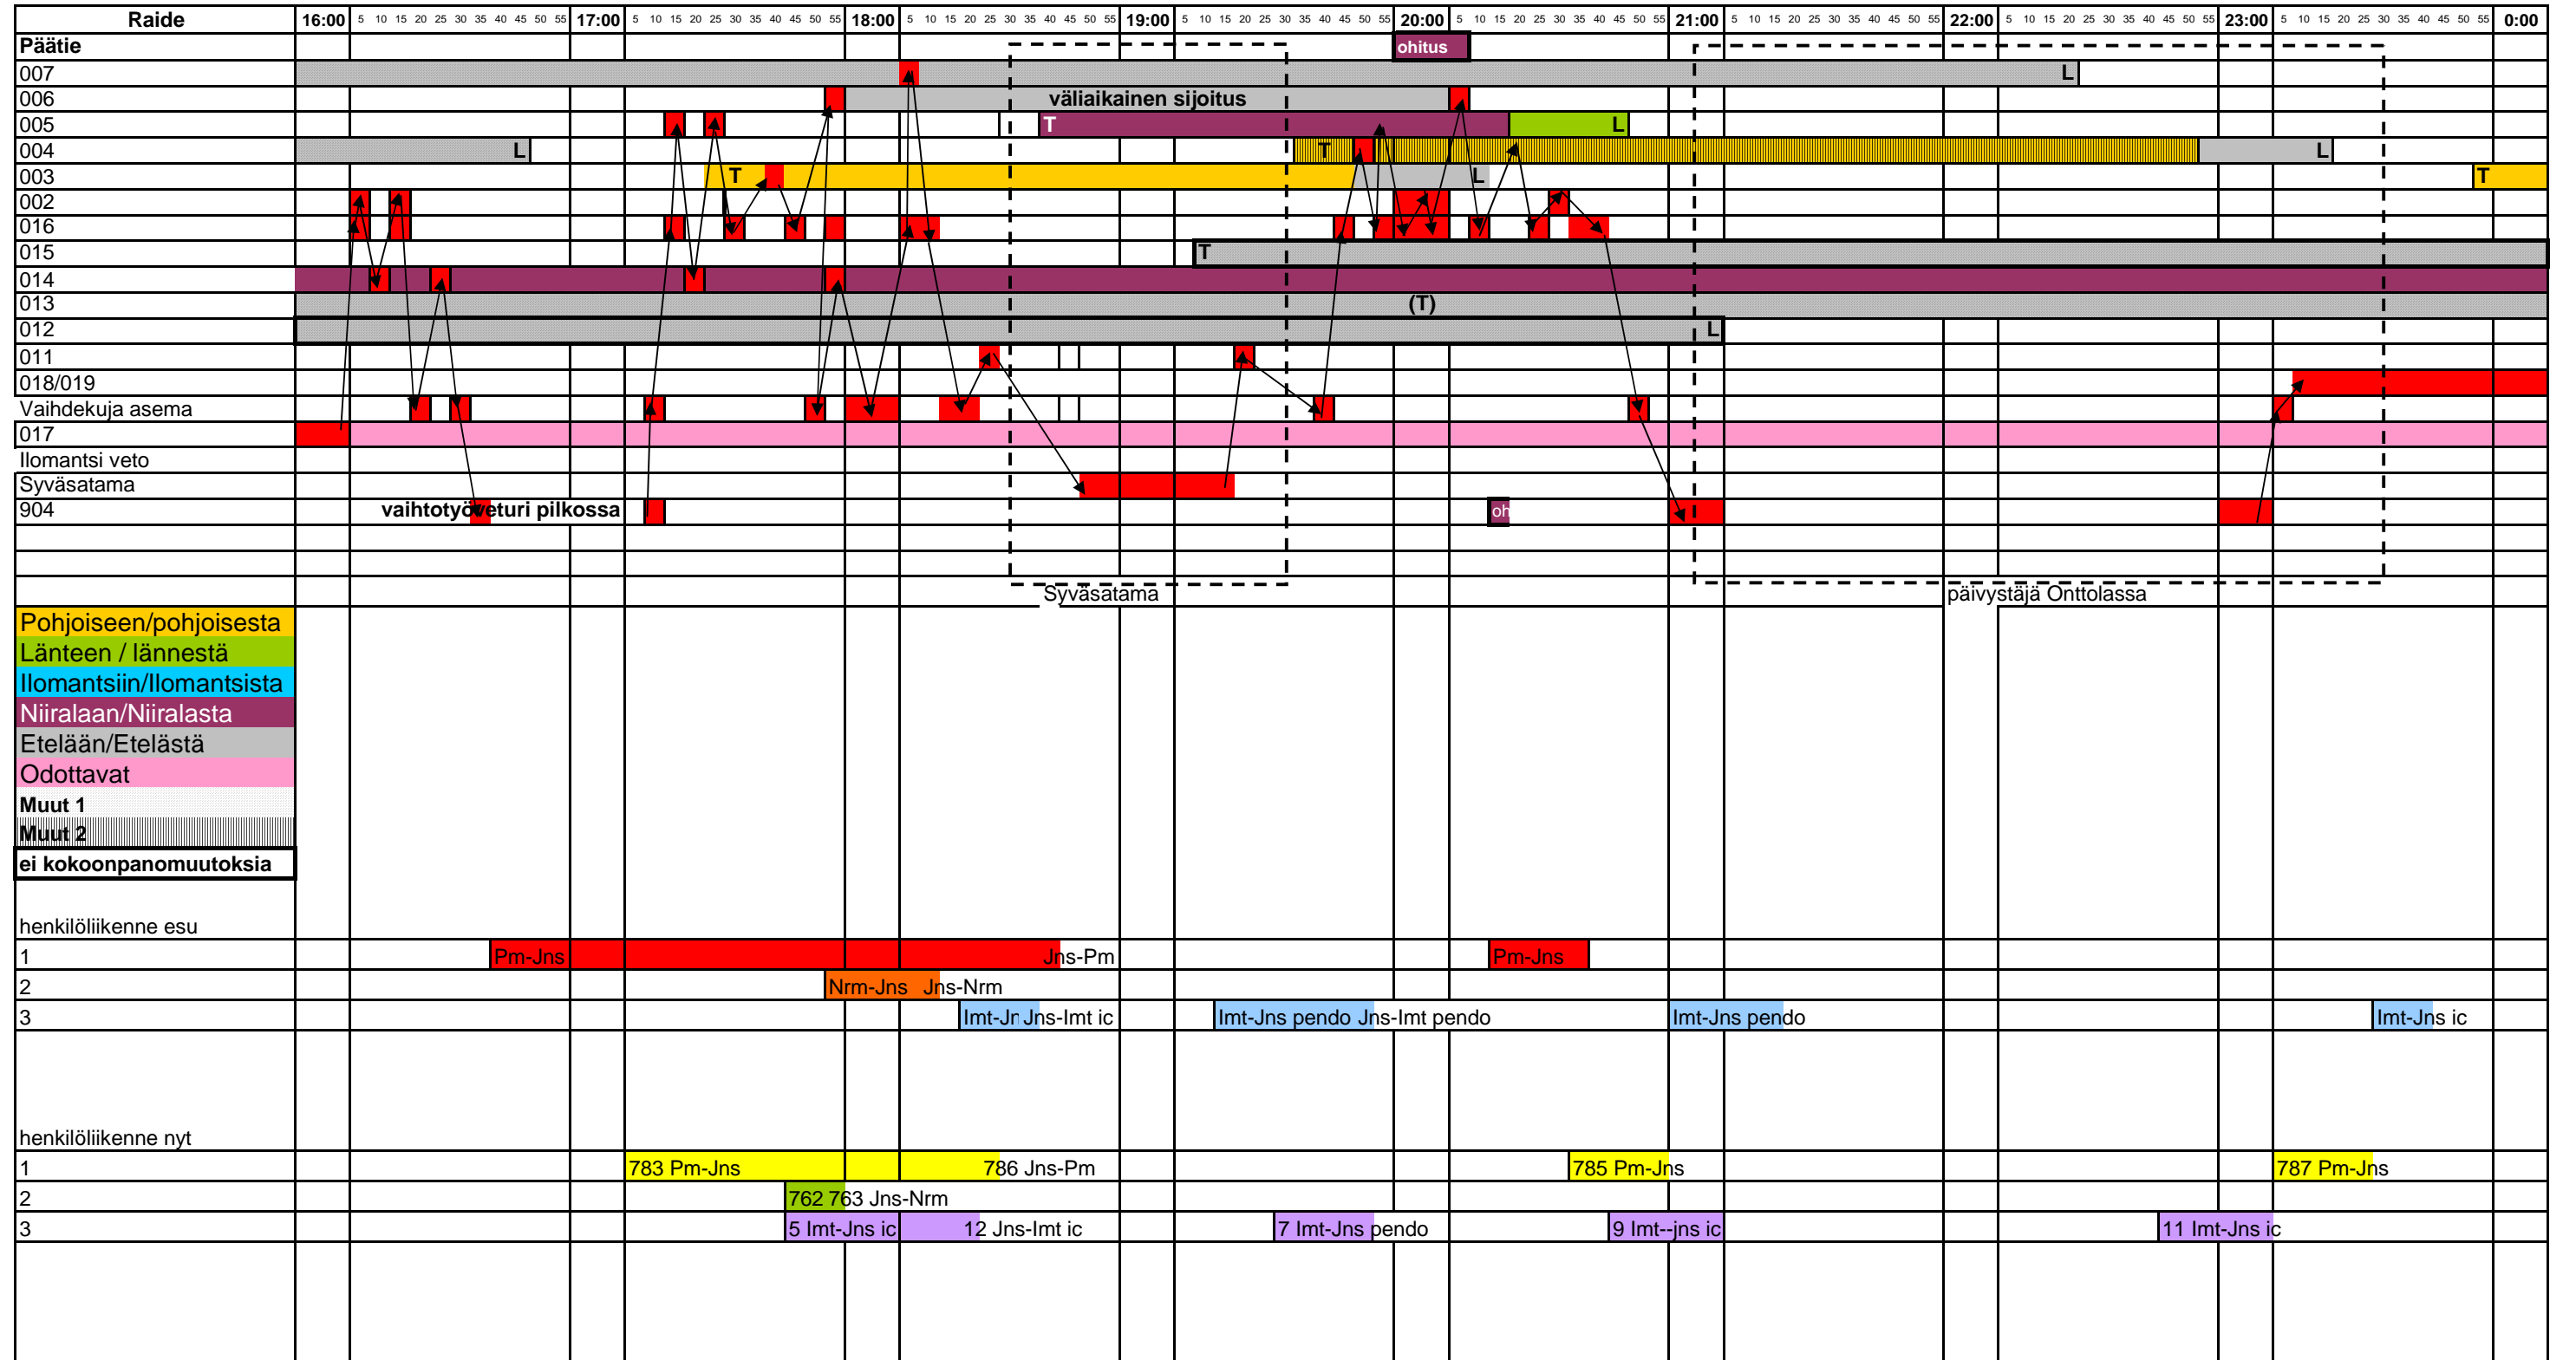 Raide 16:00 5 10 15 20 25 30 35 40 45 50 55 17:00 5 10 15 20 25 30 35 40 45 50 55 18:00 5 10 15 20 25 30 35 40 45 50 55 19:00 5 10 15 20 25 30 35 40 45 50 55 20:00 5 10 15 20 25 30 35 40 45 50 55 21:00 5 10 15 20 25 30 35 40 45 50 55 22:00 5 10 15 20 25 30 35 40 45 50 55 23:00 5 10 15 20 25 30 35 40 45 50 55 0:00
Päätie ohitus
007 L
006 väliaikainen sijoitus
005 T L
004 L T L
003 T L T
002
016
015 T
014
013 (T)
012 L
011
018/019
Vaihdekuja asema
017
Ilomantsi veto
Syväsatama
904 vaihtotyöveturi pilkossa oh
Syväsatama päivystäjä Onttolassa
Pohjoiseen/pohjoisesta
Länteen / lännestä
Ilomantsiin/Ilomantsista
Niiralaan/Niiralasta
Etelään/Etelästä
Odottavat
Muut 1
Muut 2
ei kokoonpanomuutoksia
henkilöliikenne esu
1 Pm-Jns Jns-Pm Pm-Jns
2 Nrm-Jns Jns-Nrm
3 Imt-Jr Jns-Imt ic Imt-Jns pendo Jns-Imt pendo Imt-Jns pendo Imt-Jns ic
henkilöliikenne nyt
1 783 Pm-Jns 786 Jns-Pm 785 Pm-Jns 787 Pm-Jns
2 762 763 Jns-Nrm
3 5 Imt-Jns ic 12 Jns-Imt ic 7 Imt-Jns pendo 9 Imt--jns ic 11 Imt-Jns ic